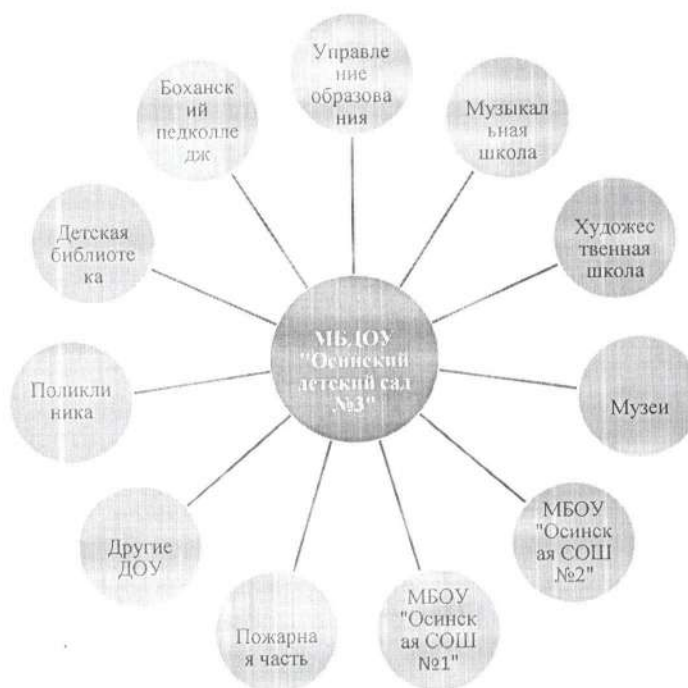 Управле
ние
образова
ния
Музыкал
ьная
школа
Художес
твенная
школа
Музеи
МБОУ
"Осинск
ая СОШ
№2"
МБОУ
"Осинск
ая СОШ
№1"
Пожарна
я часть
Другие
ДОУ
Поликли
ника
Детская
библиоте
ка
Боханск
ий
педколле
дж
МБДОУ
"Осинский
детский сад
№3"